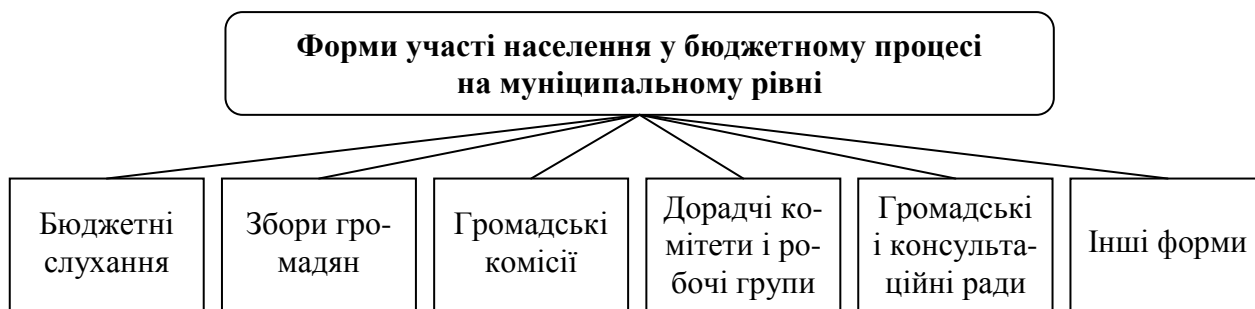 Форми участі населення у бюджетному процесі
на муніципальному рівні
Бюджетні
слухання
Збори гро-
мадян
Громадські
комісії
Дорадчі ко-
мітети і ро-
бочі групи
Громадські
і консульта-
ційні ради
Інші форми